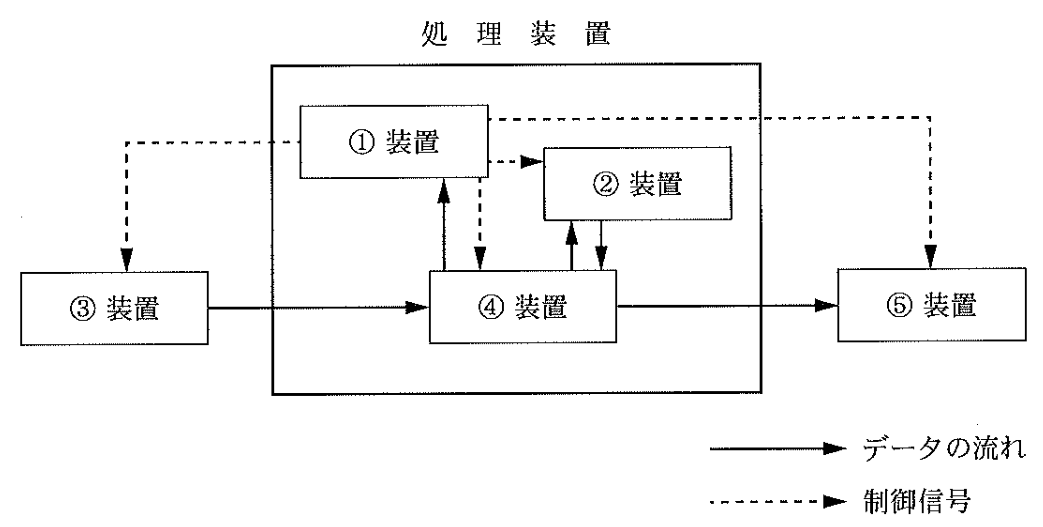 処理装置
① 装置
② 装置
③ 装置
④ 装置
⑤ 装置
データの流れ
制御信号